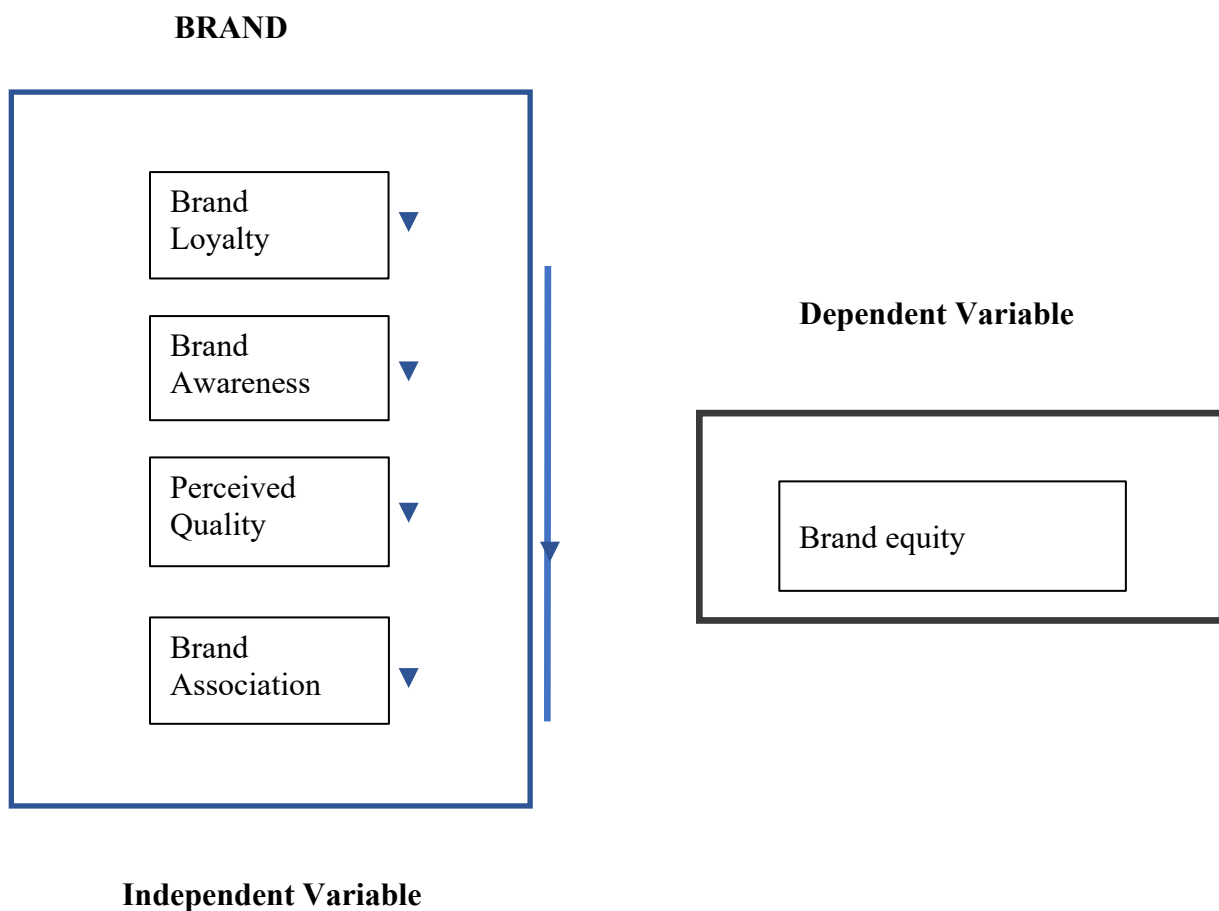 BRAND
Brand
Loyalty
Brand
Awareness
Perceived
Quality
Brand
Association
Independent Variable
Dependent Variable
Brand equity